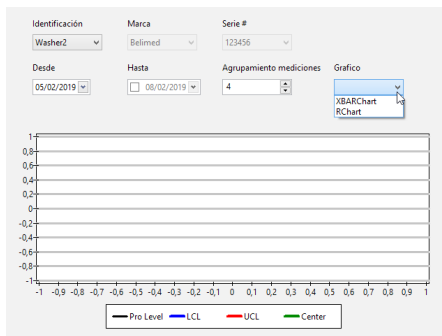 Identificación Marca Serie #
Washer2 Belimed 123456
Desde Hasta Agrupamiento mediciones Grafico
05/02/2019 08/02/2019 4
XBARChart
RChart
1
0,8
0,6
0,4
0,2
0
-0,2
-0,4
-0,6
-0,8
-1
-1 -0,9 -0,8 -0,7 -0,6 -0,5 -0,4 -0,3 -0,2 -0,1 0 0,1 0,2 0,3 0,4 0,5 0,6 0,7 0,8 0,9 1
Pro Level LCL UCL Center